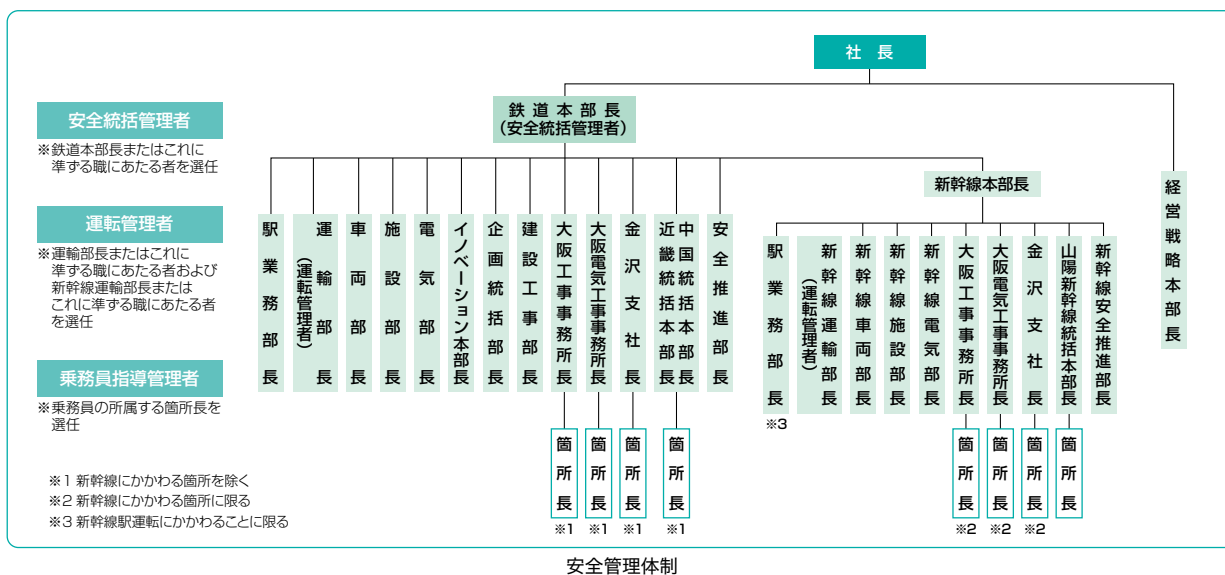 社長
鉄道本部長
(安全統括管理者)
経営戦略本部長
新幹線本部長
安全統括管理者
※鉄道本部長またはこれに
準ずる職にあたる者を選任
運転管理者
※運輸部長またはこれに
準ずる職にあたる者および
新幹線運輸部長または
これに準ずる職にあたる者
を選任
乗務員指導管理者
※乗務員の所属する箇所長を
選任
駅業務部長
運輸部長
(運転管理者)
車両部長
施設部長
電気部長
イノベーション本部長
企画統括部長
建設工事部長
大阪工事事務所長
大阪電気工事事務所長
金沢支社長
中国統括本部長
近畿統括本部長
安全推進部長
駅業務部長
※3
新幹線運輸部長
(運転管理者)
新幹線車両部長
新幹線施設部長
新幹線電気部長
大阪工事事務所長
大阪電気工事事務所長
金沢支社長
山陽新幹線統括本部長
新幹線安全推進部長
箇所長
※1
箇所長
※1
箇所長
※1
箇所長
※1
箇所長
※2
箇所長
※2
箇所長
※2
箇所長
※1 新幹線にかかわる箇所を除く
※2 新幹線にかかわる箇所に限る
※3 新幹線駅運転にかかわることに限る
安全管理体制